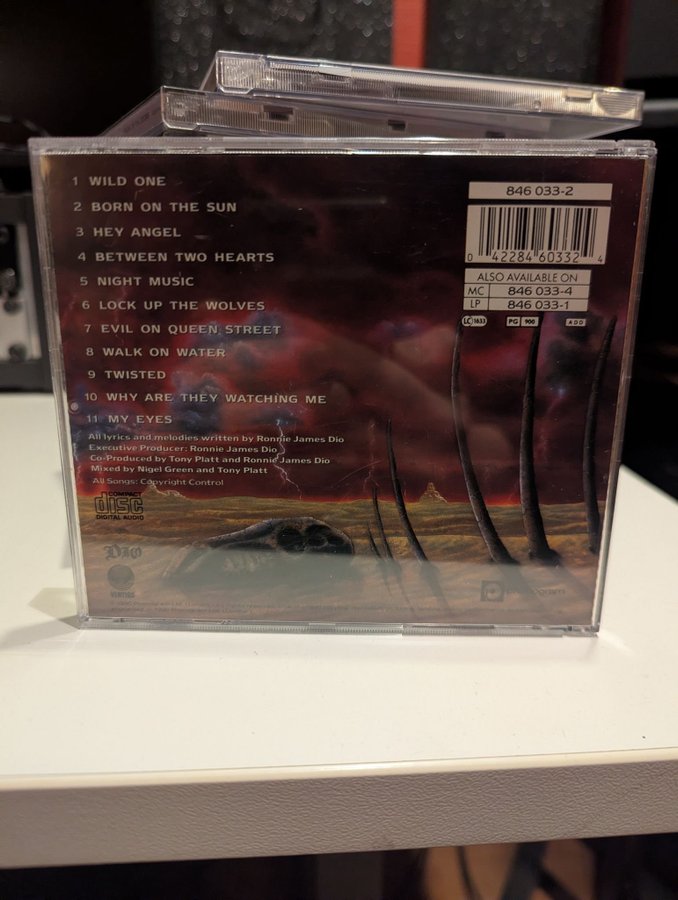 1 WILD ONE
2 BORN ON THE SUN
3 HEY ANGEL
4 BETWEEN TWO HEARTS
5 NIGHT MUSIC
6 LOCK UP THE WOLVES
7 EVIL ON QUEEN STREET
8 WALK ON WATER
9 TWISTED
10 WHY ARE THEY WATCHING ME
11 MY EYES
All lyrics and melodies written by Ronnie James Dio
Executive Producer: Ronnie James Dio
Co-Produced by Tony Platt and Ronnie James Dio
Mixed by Nigel Green and Tony Platt
All Songs: Copyright Control
COMPACT
disc
DIGITAL AUDIO
DIO
VERTIGO
846 033-2
0 42284 60332 4
ALSO AVAILABLE ON
MC 846 033-4
LP 846 033-1
LC 1633 PG 900 ADD